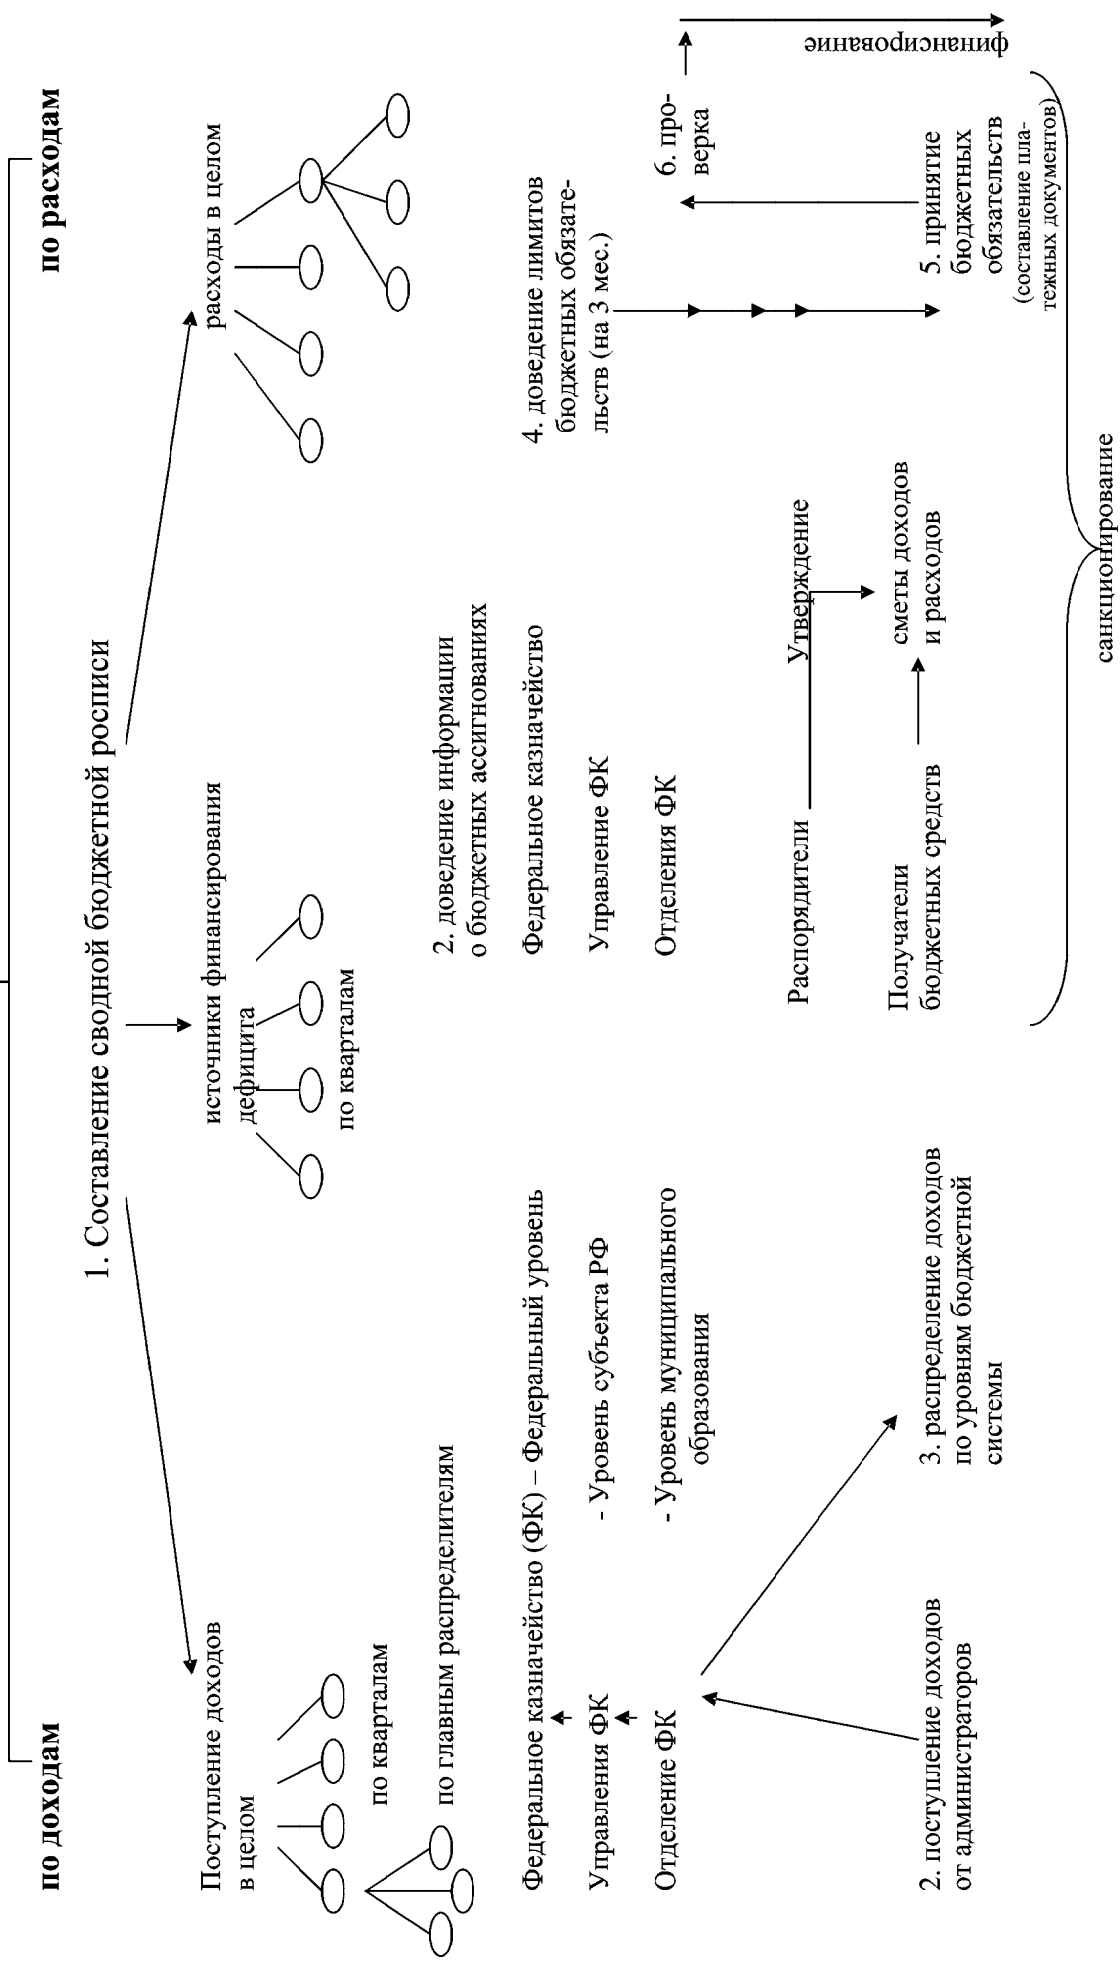 по доходам
по расходам
1. Составление сводной бюджетной росписи
Поступление доходов
в целом
по кварталам
по главным распределителям
источники финансирования
дефицита
по кварталам
расходы в целом
Федеральное казначейство (ФК) – Федеральный уровень
Управления ФК
- Уровень субъекта РФ
Отделение ФК
- Уровень муниципального
образования
2. поступление доходов
от администраторов
3. распределение доходов
по уровням бюджетной
системы
2. доведение информации
о бюджетных ассигнованиях
Федеральное казначейство
Управление ФК
Отделения ФК
Распорядители
Утверждение
Получатели
бюджетных средств
сметы доходов
и расходов
4. доведение лимитов
бюджетных обязате-
льств (на 3 мес.)
5. принятие
бюджетных
обязательств
(составление пла-
тежных документов)
6. про-
верка
финансирование
санкционирование